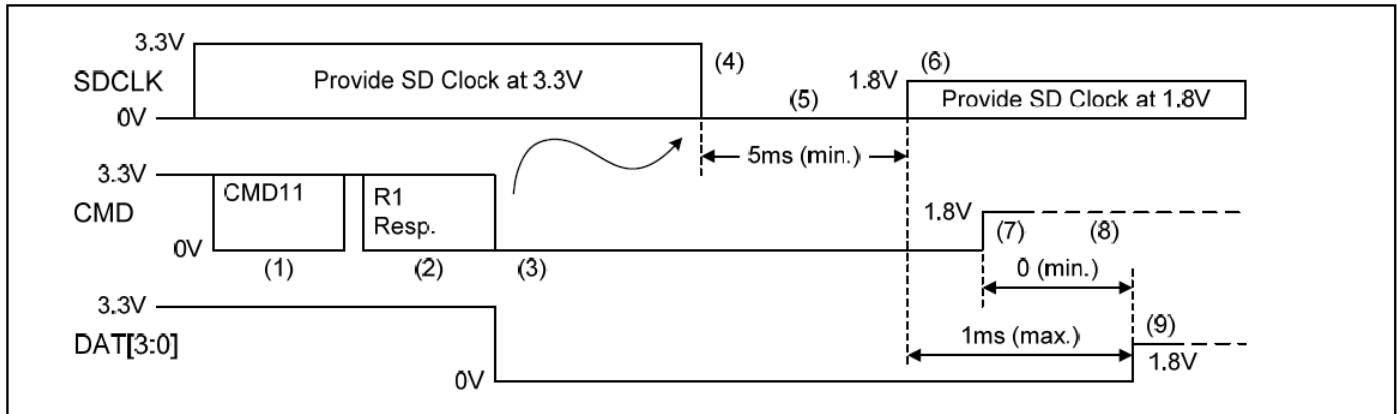 3.3V
SDCLK
0V
Provide SD Clock at 3.3V
(4)
(5)
1.8V
(6)
Provide SD Clock at 1.8V
5ms (min.)
3.3V
CMD
0V
CMD11
R1
Resp.
(1)
(2)
(3)
1.8V
(7)
(8)
0 (min.)
3.3V
DAT[3:0]
0V
1ms (max.)
(9)
1.8V